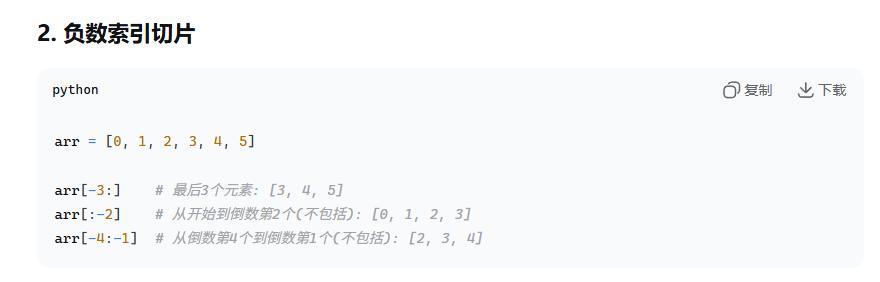 2. 负数索引切片
python 复制 下载
arr = [0, 1, 2, 3, 4, 5]
arr[-3:]    # 最后3个元素: [3, 4, 5]
arr[:-2]    # 从开始到倒数第2个(不包括): [0, 1, 2, 3]
arr[-4:-1]  # 从倒数第4个到倒数第1个(不包括): [2, 3, 4]